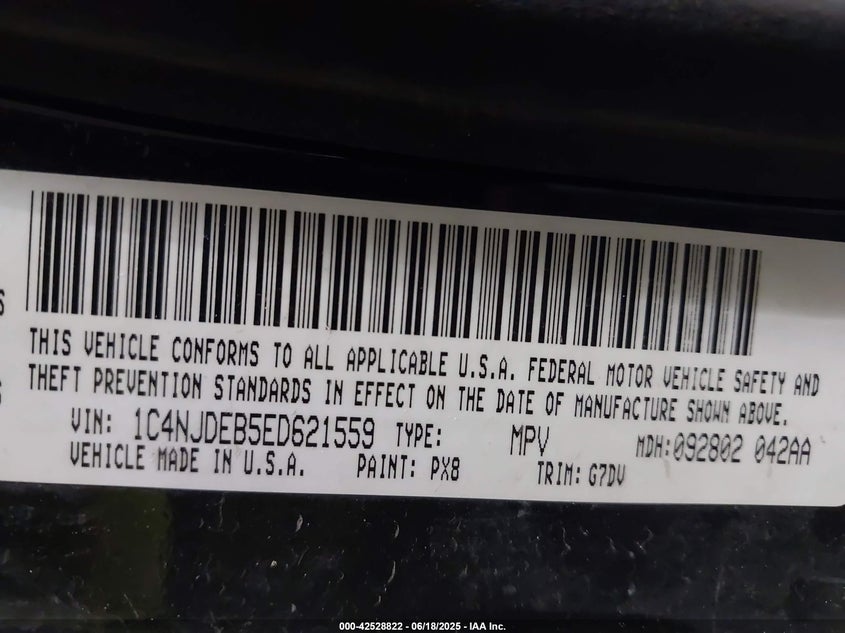 THIS VEHICLE CONFORMS TO ALL APPLICABLE U.S.A. FEDERAL MOTOR VEHICLE SAFETY AND
THEFT PREVENTION STANDARDS IN EFFECT ON THE DATE OF MANUFACTURE SHOWN ABOVE.
VIN: 1C4NJDEB5ED621559 TYPE: MPV MDH:092802 042AA
VEHICLE MADE IN U.S.A. PAINT: PX8 TRIM: G7DV
000-42528822 - 06/18/2025 - IAA Inc.